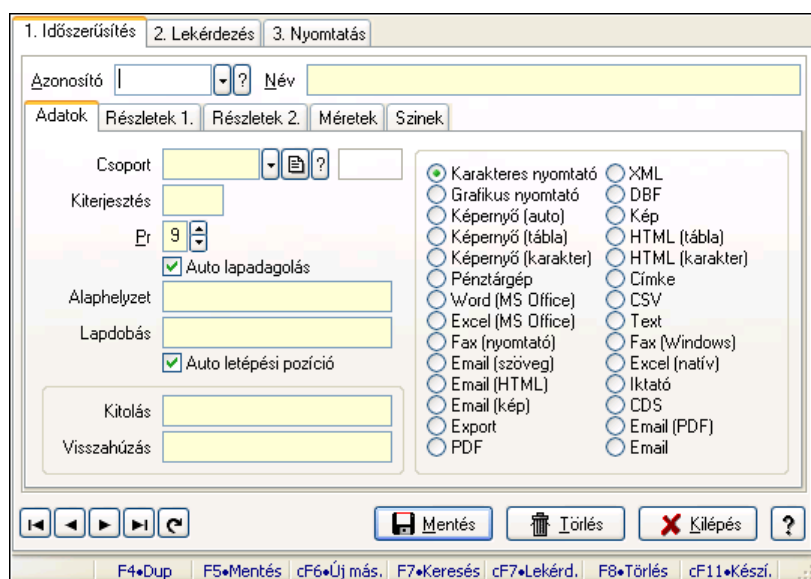 1. Időszerűsítés 2. Lekérdezés 3. Nyomtatás
Azonosító ? Név
Adatok Részletek 1. Részletek 2. Méretek Szinek
Csoport ?
Kiterjesztés
Pr 9
Auto lapadagolás
Alaphelyzet
Lapdobás
Auto letépési pozíció
Kitolás
Visszahúzás
Karakteres nyomtató XML
Grafikus nyomtató DBF
Képernyő (auto) Kép
Képernyő (tábla) HTML (tábla)
Képernyő (karakter) HTML (karakter)
Pénztárgép Címke
Word (MS Office) CSV
Excel (MS Office) Text
Fax (nyomtató) Fax (Windows)
Email (szöveg) Excel (natív)
Email (HTML) Iktató
Email (kép) CDS
Export Email (PDF)
PDF Email
Mentés Törlés Kilépés ?
F4•Dup F5•Mentés cF6•Új más. F7•Keresés cF7•Lekérd. F8•Törlés cF11•Készí.